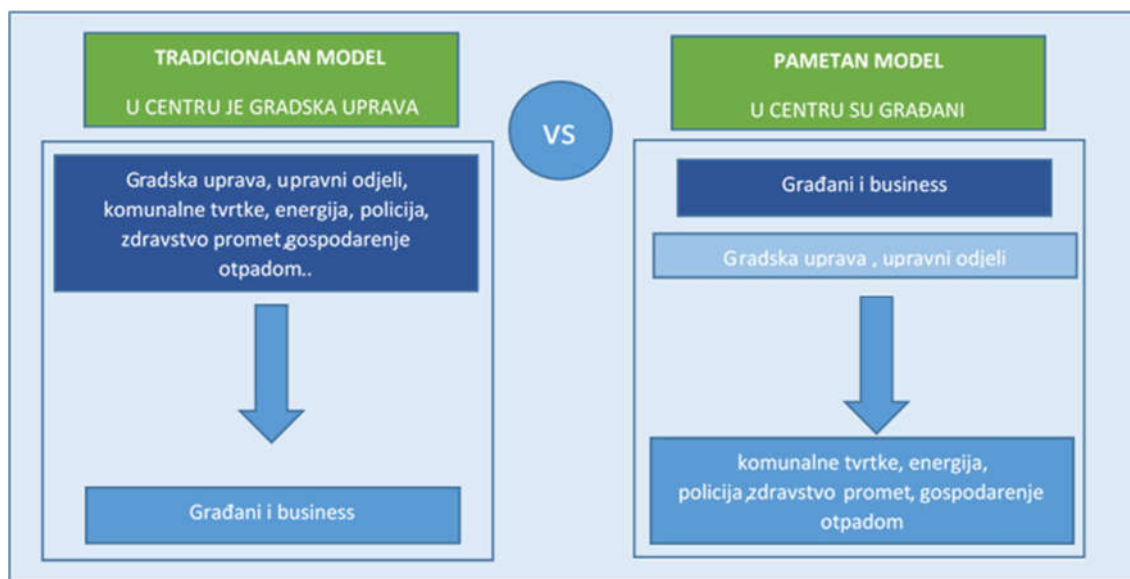 TRADICIONALAN MODEL
U CENTRU JE GRADSKA UPRAVA
Gradska uprava, upravni odjeli,
komunalne tvrtke, energija, policija,
zdravstvo promet,gospodarenje
otpadom..
Građani i business
vs
PAMETAN MODEL
U CENTRU SU GRAĐANI
Građani i business
Gradska uprava , upravni odjeli
komunalne tvrtke, energija,
policija,zdravstvo promet, gospodarenje
otpadom